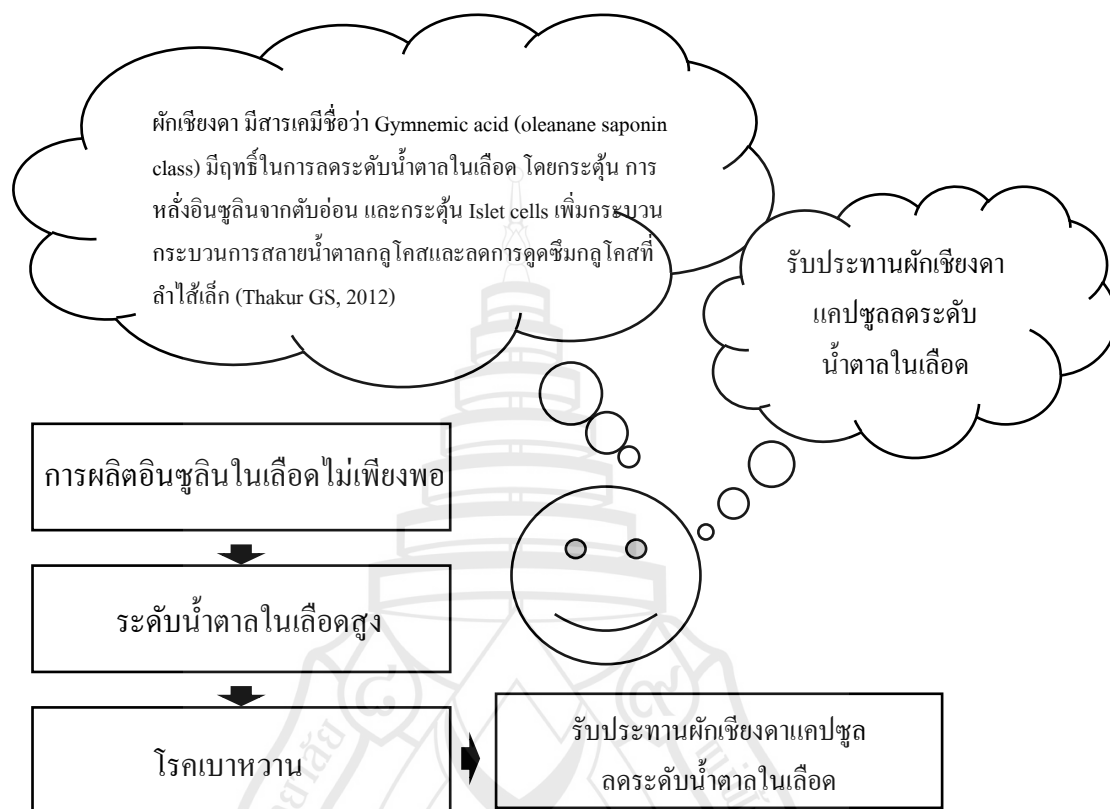 ผักเชียงดา มีสารเคมีชื่อว่า Gymnemic acid (oleanane saponin
class) มีฤทธิ์ในการลดระดับน้ำตาลในเลือด โดยกระตุ้น การ
หลั่งอินซูลินจากตับอ่อน และกระตุ้น Islet cells เพิ่มกระบวน
กระบวนการสลายน้ำตาลกลูโคสและลดการดูดซึมกลูโคสที่
ลำไส้เล็ก (Thakur GS, 2012)
รับประทานผักเชียงดา
แคปซูลลดระดับ
น้ำตาลในเลือด
การผลิตอินซูลินในเลือดไม่เพียงพอ
ระดับน้ำตาลในเลือดสูง
โรคเบาหวาน
รับประทานผักเชียงดาแคปซูล
ลดระดับน้ำตาลในเลือด